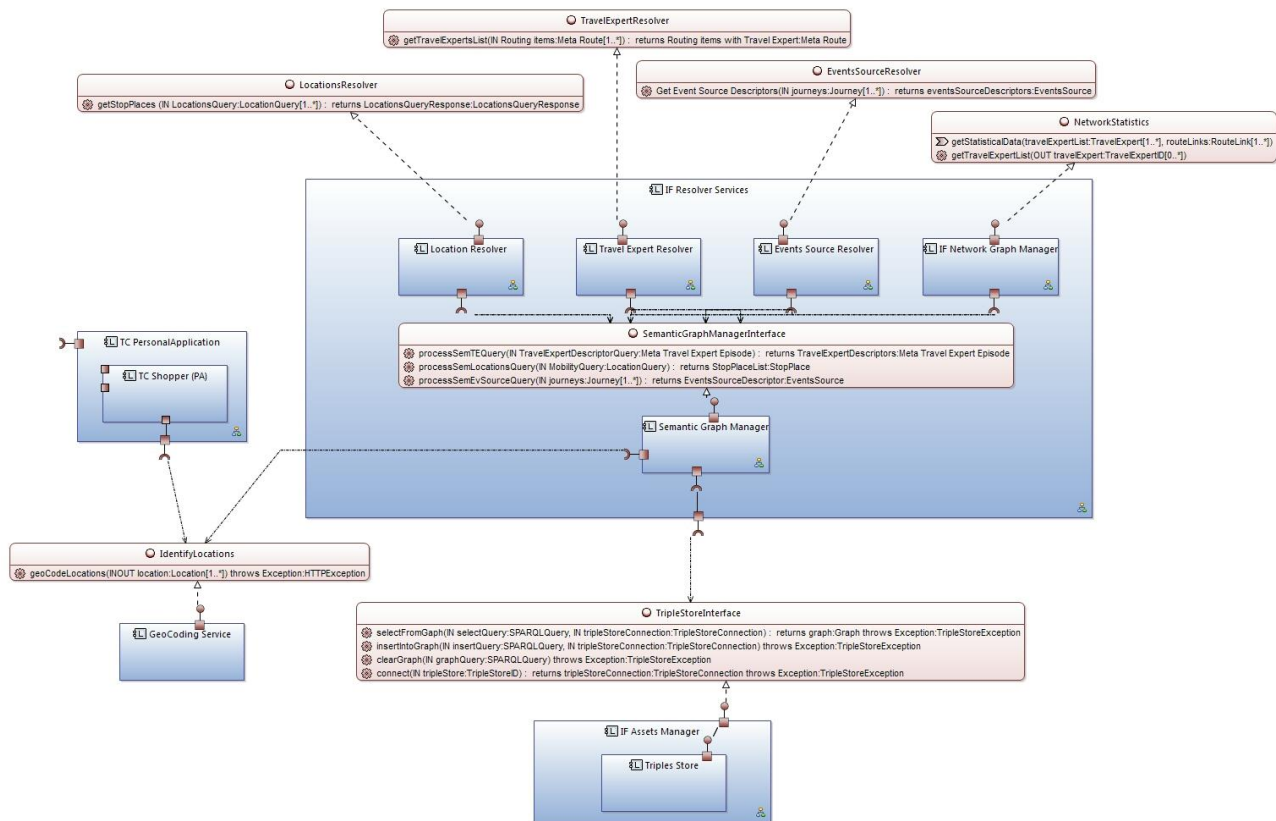 TravelExpertResolver
getTravelExpertsList(IN Routing items:Meta Route[1..*]) : returns Routing items with Travel Expert:Meta Route
EventsSourceResolver
Get Event Source Descriptors(IN journeys:Journey[1..*]) : returns eventsSourceDescriptors:EventsSource
LocationsResolver
getStopPlaces (IN LocationsQuery:LocationQuery[1..*]) : returns LocationsQueryResponse:LocationsQueryResponse
NetworkStatistics
getStatisticalData(travelExpertList:TravelExpert[1..*], routeLinks:RouteLink[1..*])
getTravelExpertList(OUT travelExpert:TravelExpertID[0..*])
IF Resolver Services
Location Resolver
Travel Expert Resolver
Events Source Resolver
IF Network Graph Manager
SemanticGraphManagerInterface
processSemTEQuery(IN TravelExpertDescriptorQuery:Meta Travel Expert Episode) : returns TravelExpertDescriptors:Meta Travel Expert Episode
processSemLocationsQuery(IN MobilityQuery:LocationQuery) : returns StopPlaceList:StopPlace
processSemEvSourceQuery(IN journeys:Journey[1..*]) : returns EventsSourceDescriptor:EventsSource
TC PersonalApplication
TC Shopper (PA)
Semantic Graph Manager
IdentifyLocations
geoCodeLocations(INOUT location:Location[1..*]) throws Exception:HTTPException
GeoCoding Service
TripleStoreInterface
selectFromGaph(IN selectQuery:SPARQLQuery, IN tripleStoreConnection:TripleStoreConnection) : returns graph:Graph throws Exception:TripleStoreException
insertIntoGraph(IN insertQuery:SPARQLQuery, IN tripleStoreConnection:TripleStoreConnection) throws Exception:TripleStoreException
clearGraph(IN graphQuery:SPARQLQuery) throws Exception:TripleStoreException
connect(IN tripleStore:TripleStoreID) : returns tripleStoreConnection:TripleStoreConnection throws Exception:TripleStoreException
IF Assets Manager
Triples Store